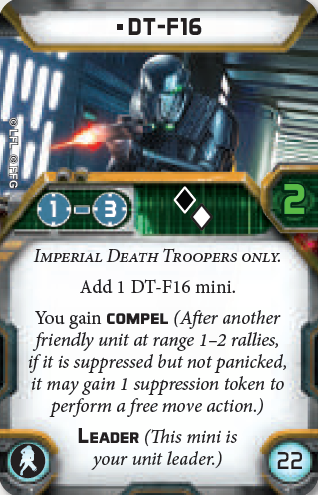 ▪DT-F16
© LFL © FFG
1 – 3
2
IMPERIAL DEATH TROOPERS ONLY.
Add 1 DT-F16 mini.
You gain COMPEL (After another
friendly unit at range 1–2 rallies,
if it is suppressed but not panicked,
it may gain 1 suppression token to
perform a free move action.)
LEADER (This mini is
your unit leader.)
22